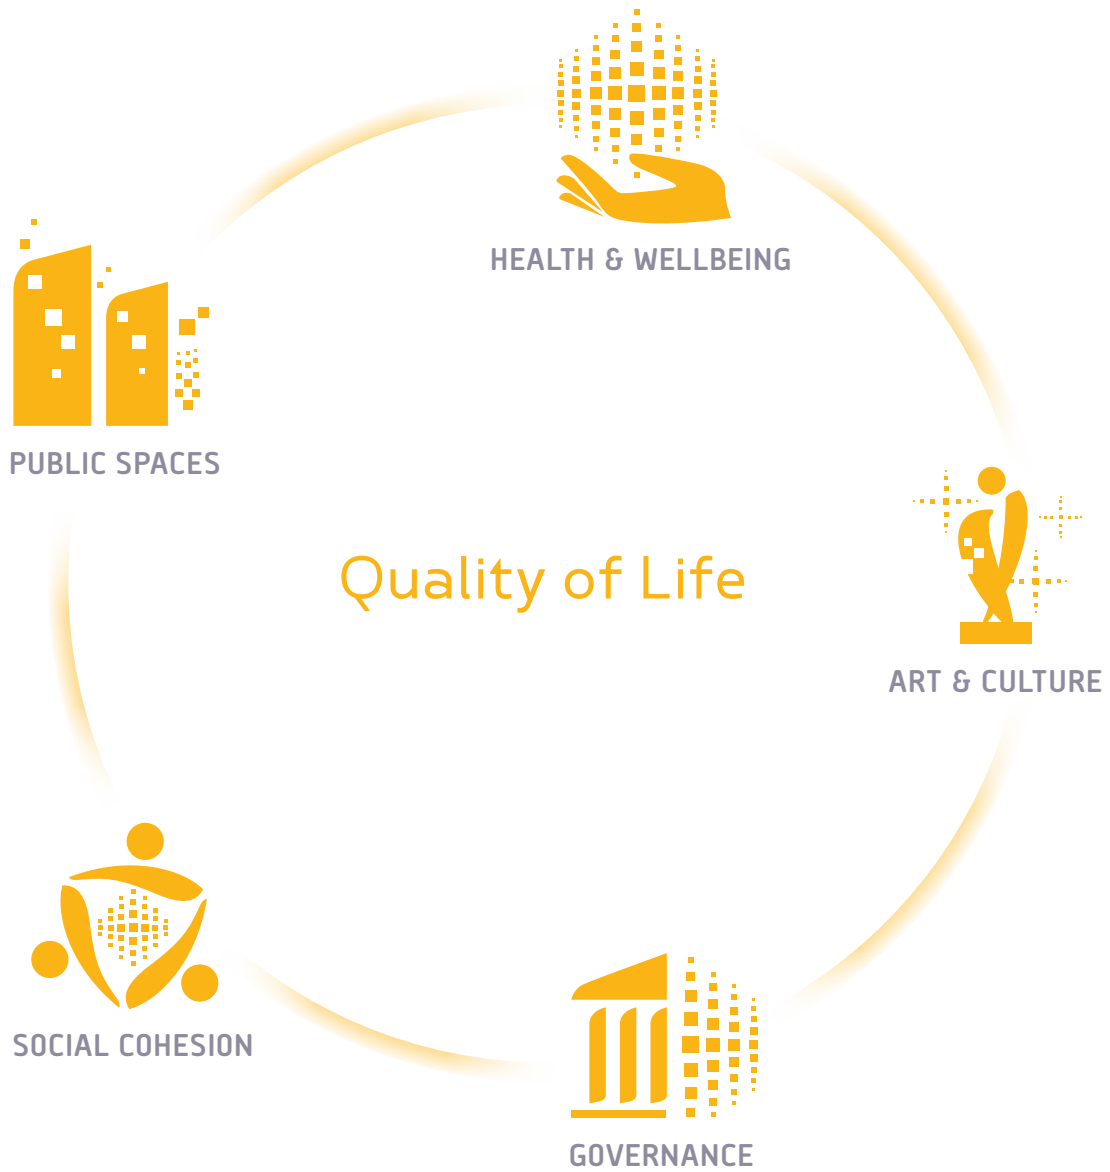 HEALTH & WELLBEING
PUBLIC SPACES
Quality of Life
ART & CULTURE
SOCIAL COHESION
GOVERNANCE